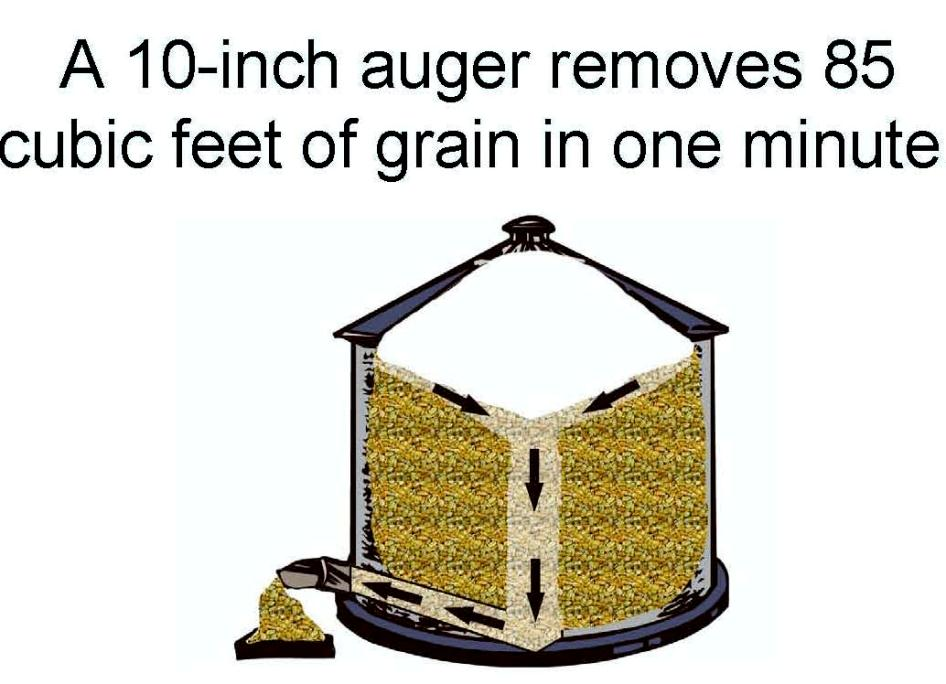 A 10-inch auger removes 85
cubic feet of grain in one minute